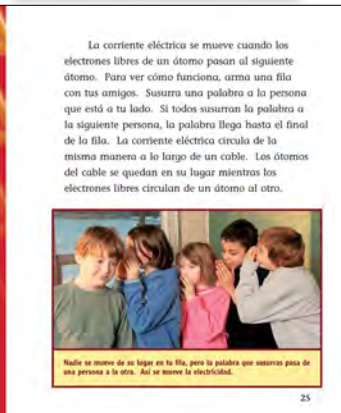 La corriente eléctrica se mueve cuando los
electrones libres de un átomo pasan al siguiente
átomo. Para ver cómo funciona, arma una fila
con tus amigos. Susurra una palabra a la persona
que está a tu lado. Si todos susurran la palabra a
la siguiente persona, la palabra llega hasta el final
de la fila. La corriente eléctrica circula de la
misma manera a lo largo de un cable. Los átomos
del cable se quedan en su lugar mientras los
electrones libres circulan de un átomo al otro.
Nadie se mueve de su lugar en tu fila, pero la palabra que susurras pasa de
una persona a la otra. Así se mueve la electricidad.
25